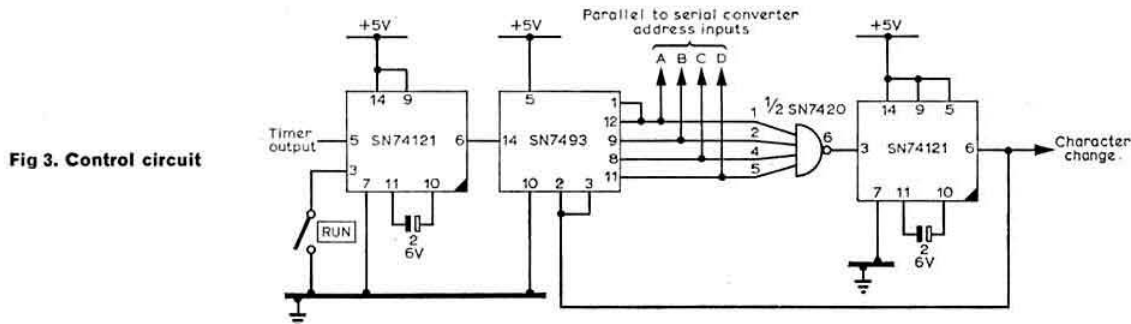 Parallel to serial converter
address inputs
+5V
+5V
+5V
A B C D
14 9
5
1
12
9
8
11
1
2
4
5
½ SN7420
6
14 9 5
Timer output
5 SN74121 6
14 SN7493
3 SN74121 6
Character change.
Fig 3. Control circuit
3
7 11 10
10 2 3
7 11 10
RUN
2
6V
2
6V